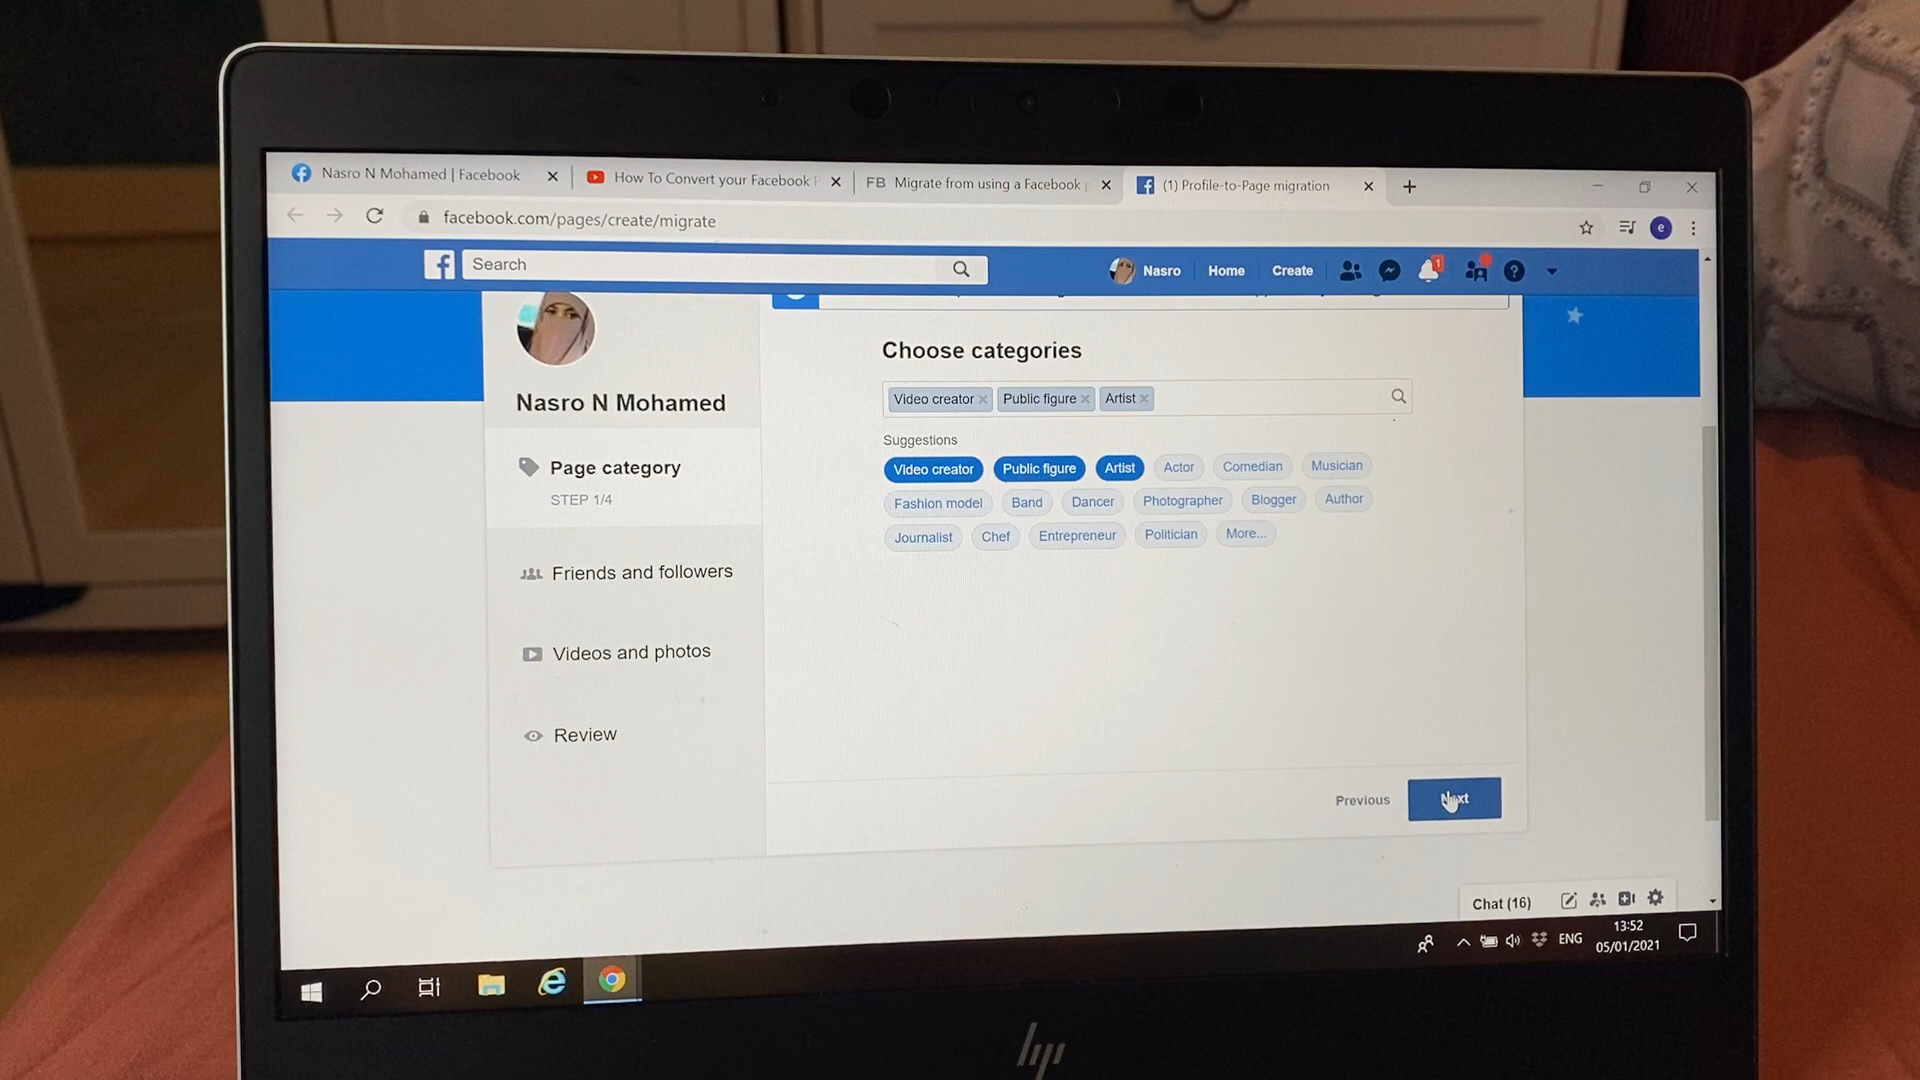 Nasro N Mohamed | Facebook
How To Convert your Facebook
FB Migrate from using a Facebook
(1) Profile-to-Page migration
facebook.com/pages/create/migrate
e
Search
Nasro Home Create
1
Choose categories
Video creator Public figure Artist
Nasro N Mohamed
Suggestions
Video creator Public figure Artist Actor Comedian Musician
Fashion model Band Dancer Photographer Blogger Author
Journalist Chef Entrepreneur Politician More...
Page category
STEP 1/4
Friends and followers
Videos and photos
Review
Previous Next
Chat (16)
ENG
13:52
05/01/2021
hp